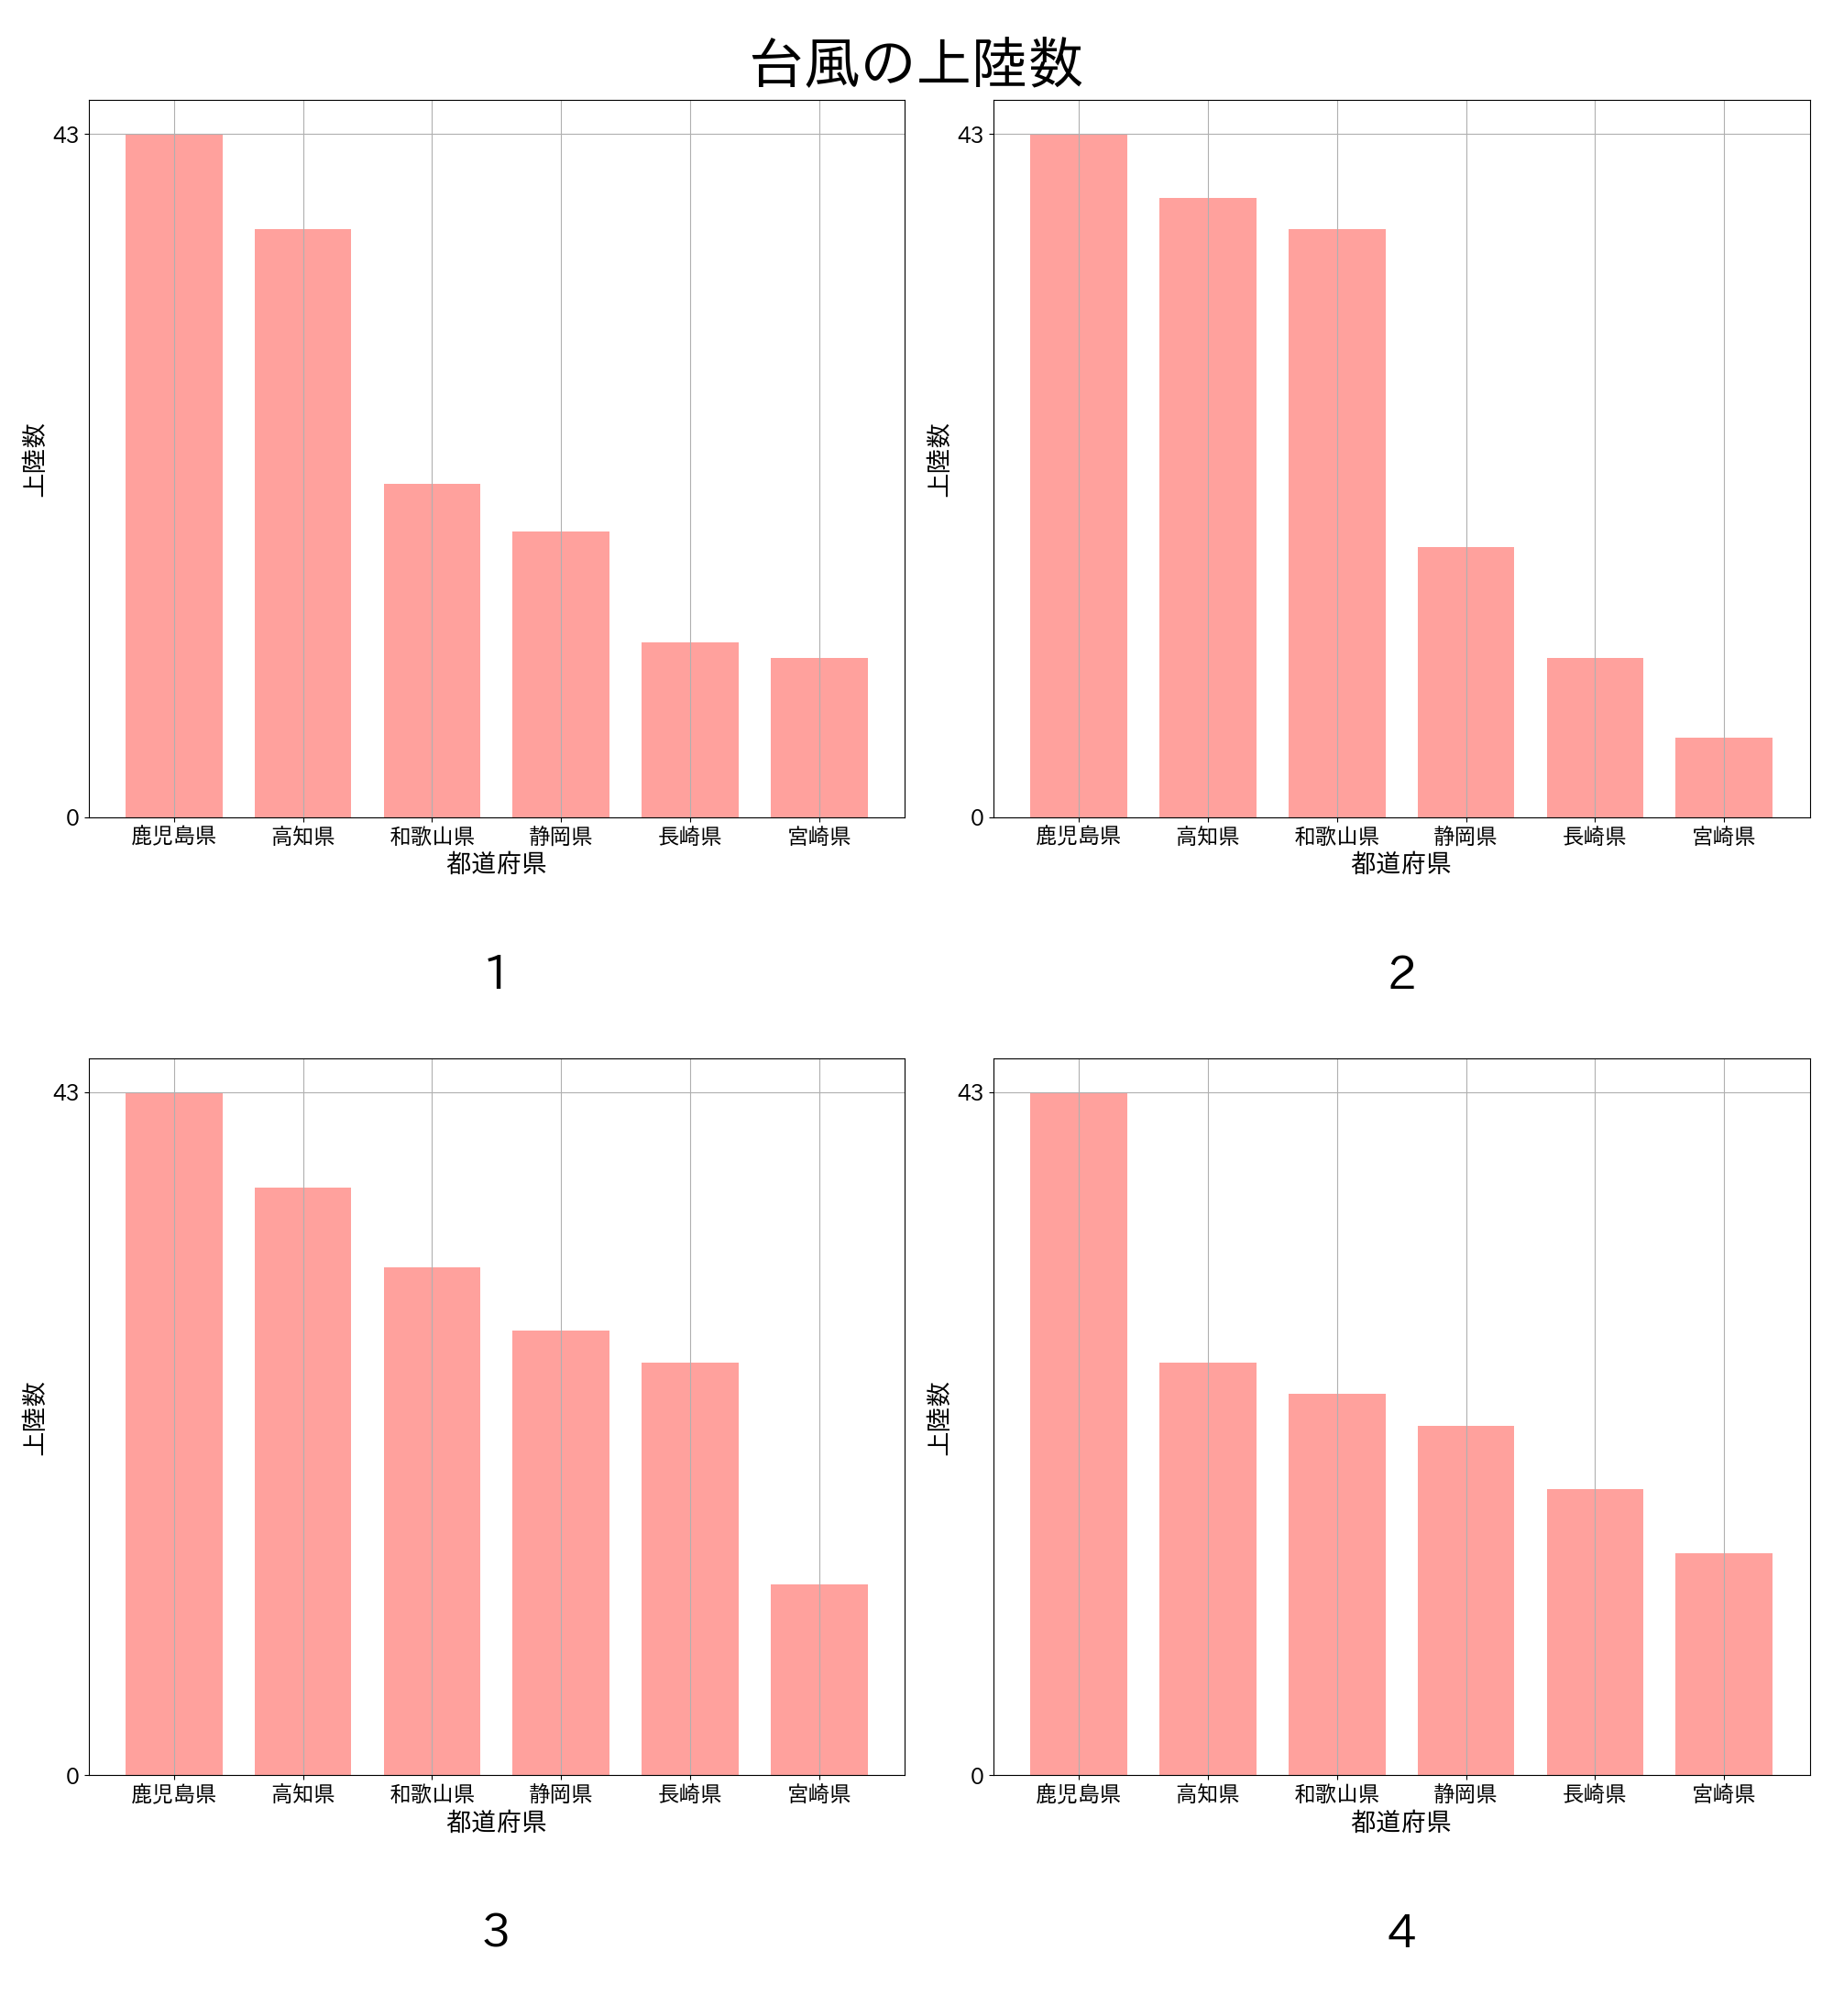 台風の上陸数
43
0
上陸数
鹿児島県 高知県 和歌山県 静岡県 長崎県 宮崎県
都道府県
1
43
0
上陸数
鹿児島県 高知県 和歌山県 静岡県 長崎県 宮崎県
都道府県
2
43
0
上陸数
鹿児島県 高知県 和歌山県 静岡県 長崎県 宮崎県
都道府県
3
43
0
上陸数
鹿児島県 高知県 和歌山県 静岡県 長崎県 宮崎県
都道府県
4